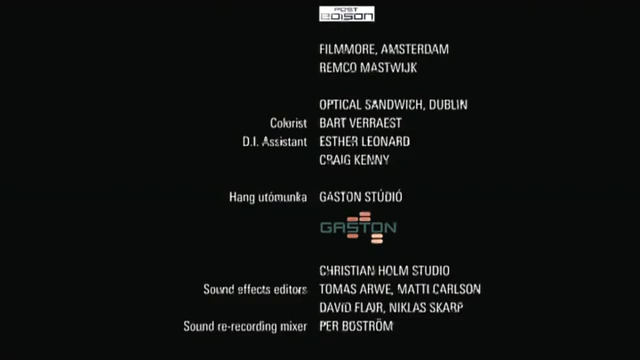 POST
EDISON
FILMMORE, AMSTERDAM
REMCO MASTWIJK
OPTICAL SANDWICH, DUBLIN
Colorist BART VERRAEST
D.I. Assistant ESTHER LEONARD
CRAIG KENNY
Hang utómunka GASTON STÚDIÓ
GASTON
CHRISTIAN HOLM STUDIO
Sound effects editors TOMAS ARWE, MATTI CARLSON
DAVID FLAIR, NIKLAS SKARP
Sound re-recording mixer PER BOSTRÖM